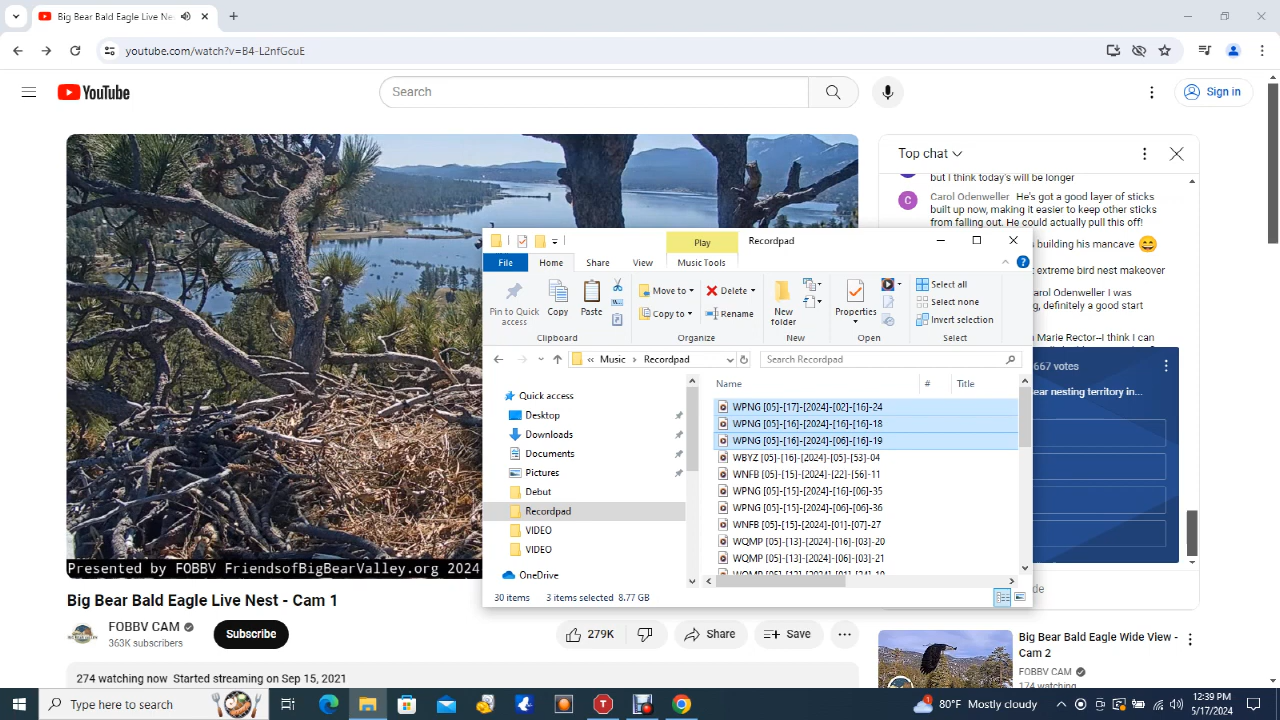 Big Bear Bald Eagle Live Ne
youtube.com/watch?v=B4-L2nfGcuE
YouTube
Search
Sign in
Top chat
but I think today's will be longer
C
Carol Odenweller He's got a good layer of sticks
built up now, making it easier to keep other sticks
from falling out. He could actually pull this off!
building his mancave
extreme bird nest makeover
arol Odenweller I was
g, definitely a good start
Marie Rector--I think I can
667 votes
ear nesting territory in...
Play
Recordpad
File
Home
Share
View
Music Tools
Pin to Quick
access
Copy
Paste
Move to
Copy to
Delete
Rename
New
folder
Properties
Select all
Select none
Invert selection
Clipboard
Organize
New
Open
Select
« Music > Recordpad
Search Recordpad
Quick access
Desktop
Downloads
Documents
Pictures
Debut
Recordpad
VIDEO
VIDEO
OneDrive
Name
#
Title
WPNG [05]-[17]-[2024]-[02]-[16]-24
WPNG [05]-[16]-[2024]-[16]-[16]-18
WPNG [05]-[16]-[2024]-[06]-[16]-19
WBYZ [05]-[16]-[2024]-[05]-[53]-04
WNFB [05]-[15]-[2024]-[22]-[56]-11
WPNG [05]-[15]-[2024]-[16]-[06]-35
WPNG [05]-[15]-[2024]-[06]-[06]-36
WNFB [05]-[15]-[2024]-[01]-[07]-27
WQMP [05]-[13]-[2024]-[16]-[03]-20
WQMP [05]-[13]-[2024]-[06]-[03]-21
30 items
3 items selected 8.77 GB
Presented by FOBBV FriendsofBigBearValley.org 2024
Big Bear Bald Eagle Live Nest - Cam 1
FOBBV CAM
363K subscribers
Subscribe
279K
Share
Save
274 watching now Started streaming on Sep 15, 2021
Big Bear Bald Eagle Wide View -
Cam 2
FOBBV CAM
174 watching
Type here to search
T
80°F Mostly cloudy
12:39 PM
5/17/2024